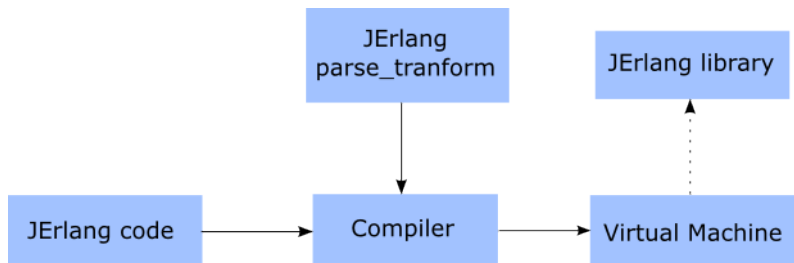 JErlang
parse_tranform
JErlang library
JErlang code
Compiler
Virtual Machine